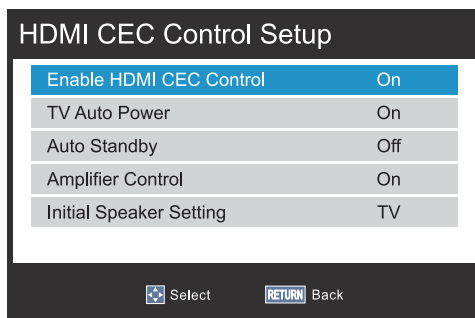 HDMI CEC Control Setup
Enable HDMI CEC Control On
TV Auto Power On
Auto Standby Off
Amplifier Control On
Initial Speaker Setting TV
Select RETURN Back